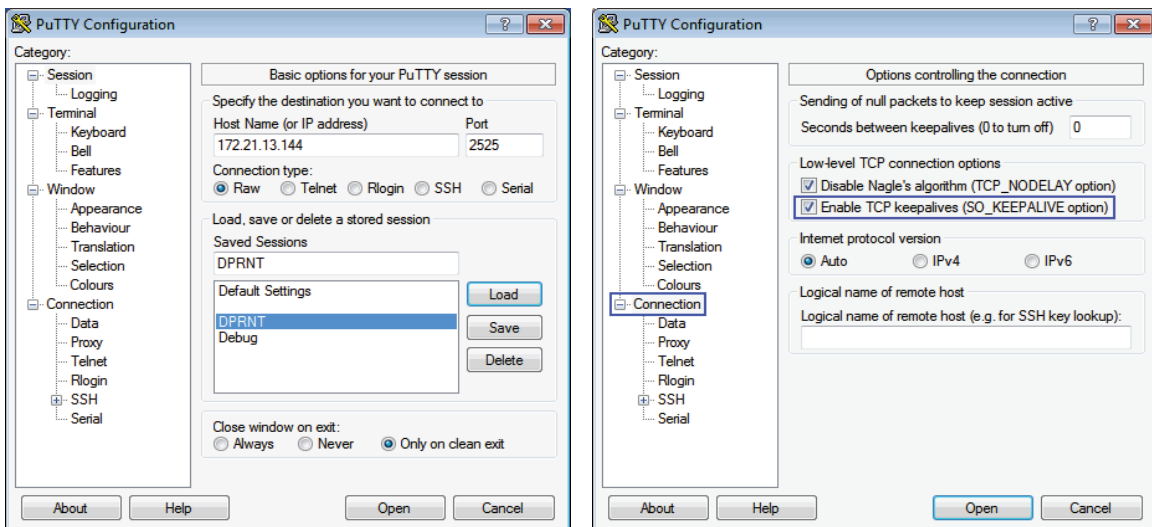 PuTTY Configuration
Category:
Session
Logging
Terminal
Keyboard
Bell
Features
Window
Appearance
Behaviour
Translation
Selection
Colours
Connection
Data
Proxy
Telnet
Rlogin
SSH
Serial
Basic options for your PuTTY session
Specify the destination you want to connect to
Host Name (or IP address) Port
172.21.13.144 2525
Connection type:
Raw Telnet Rlogin SSH Serial
Load, save or delete a stored session
Saved Sessions
DPRNT
Default Settings
DPRNT
Debug
Load
Save
Delete
Close window on exit:
Always Never Only on clean exit
About Help Open Cancel
PuTTY Configuration
Category:
Session
Logging
Terminal
Keyboard
Bell
Features
Window
Appearance
Behaviour
Translation
Selection
Colours
Connection
Data
Proxy
Telnet
Rlogin
SSH
Serial
Options controlling the connection
Sending of null packets to keep session active
Seconds between keepalives (0 to turn off) 0
Low-level TCP connection options
Disable Nagle's algorithm (TCP_NODELAY option)
Enable TCP keepalives (SO_KEEPALIVE option)
Internet protocol version
Auto IPv4 IPv6
Logical name of remote host
Logical name of remote host (e.g. for SSH key lookup):
About Help Open Cancel